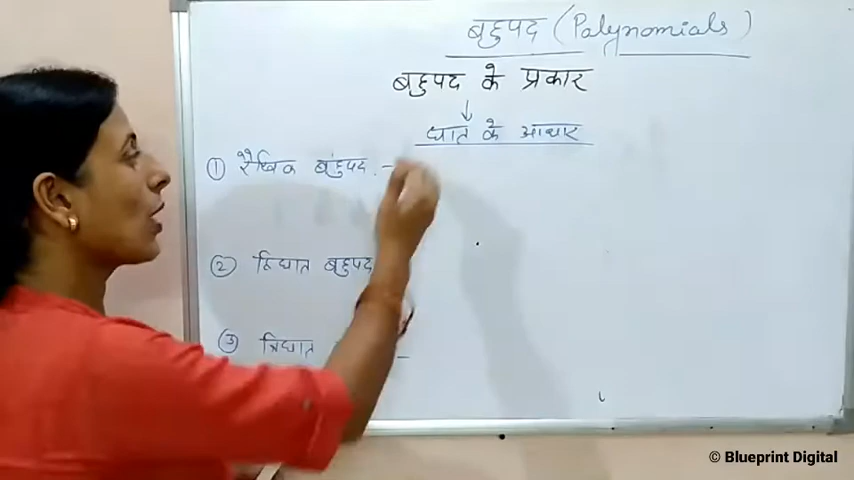 बहुपद (Polynomials)
बहुपद के प्रकार
↓
घात के आधार
① रैखिक बहुपद -
② द्विघात बहुपद
③ त्रिघात
© Blueprint Digital